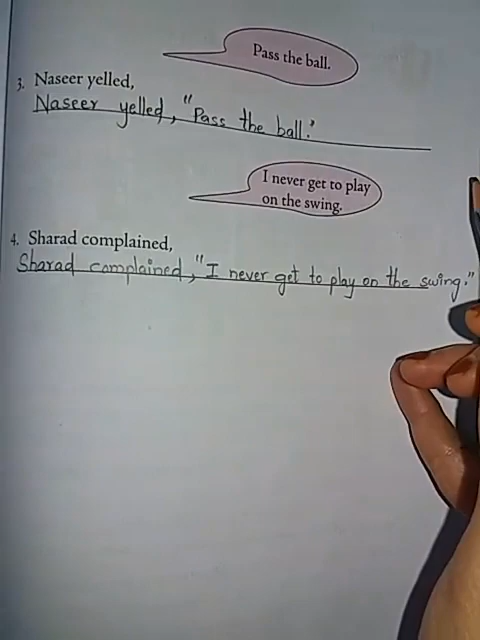 Pass the ball.
3. Naseer yelled,
Naseer yelled, "Pass the ball."
I never get to play
on the swing.
4. Sharad complained,
Sharad complained, "I never get to play on the swing."